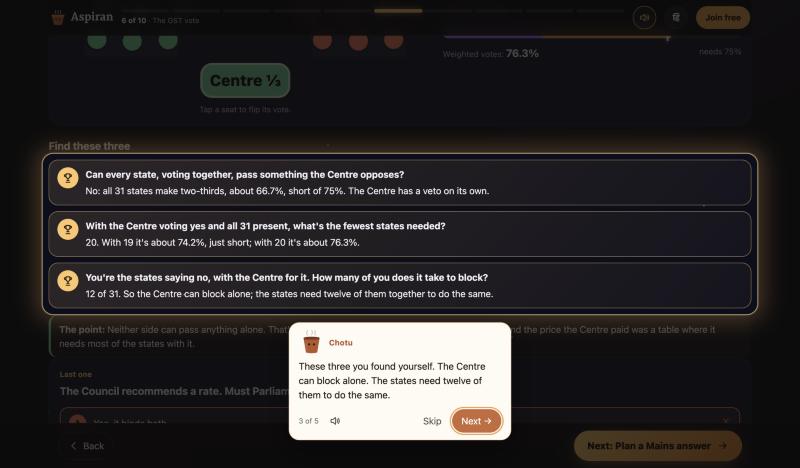 Aspiran
6 of 10 · The GST vote
Join free
Weighted votes: 76.3%
needs 75%
Centre ⅓
Tap a seat to flip its vote.
Find these three
Can every state, voting together, pass something the Centre opposes?
No: all 31 states make two-thirds, about 66.7%, short of 75%. The Centre has a veto on its own.
With the Centre voting yes and all 31 present, what's the fewest states needed?
20. With 19 it's about 74.2%, just short; with 20 it's about 76.3%.
You're the states saying no, with the Centre for it. How many of you does it take to block?
12 of 31. So the Centre can block alone; the states need twelve of them together to do the same.
The point: Neither side can pass anything alone. That
nd the price the Centre paid was a table where it
needs most of the states with it.
Chotu
These three you found yourself. The Centre
can block alone. The states need twelve of
them to do the same.
3 of 5
Skip
Next →
Last one
The Council recommends a rate. Must Parliam
Yes, it binds both
← Back
Next: Plan a Mains answer →